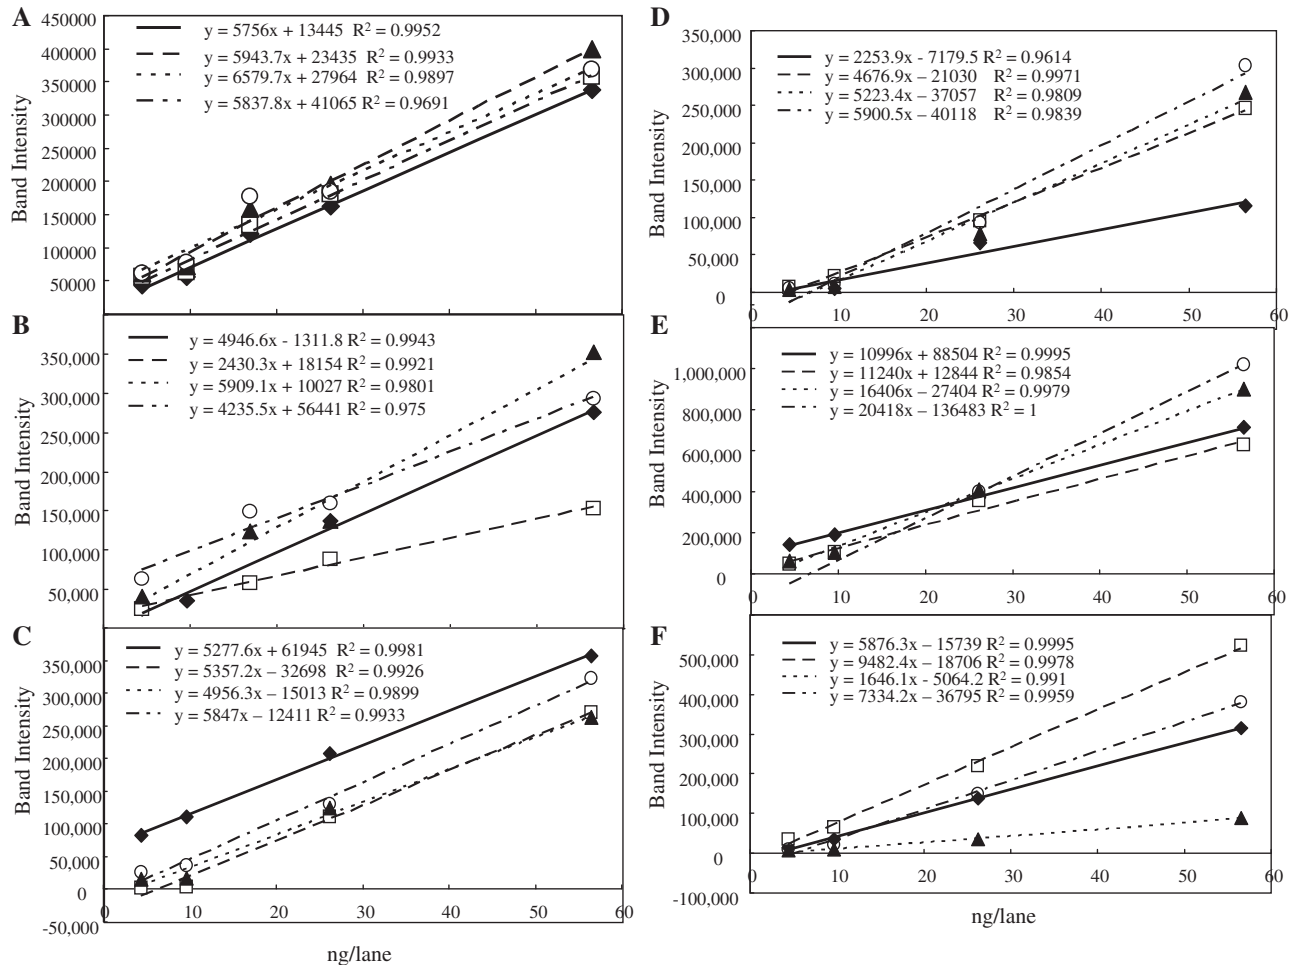 A
450000
400000
350000
300000
250000
200000
150000
100000
50000
Band Intensity
y = 5756x + 13445 R² = 0.9952
y = 5943.7x + 23435 R² = 0.9933
y = 6579.7x + 27964 R² = 0.9897
y = 5837.8x + 41065 R² = 0.9691
B
350,000
300,000
250,000
200,000
150,000
100,000
50,000
Band Intensity
y = 4946.6x - 1311.8 R² = 0.9943
y = 2430.3x + 18154 R² = 0.9921
y = 5909.1x + 10027 R² = 0.9801
y = 4235.5x + 56441 R² = 0.975
C
350,000
300,000
250,000
200,000
150,000
100,000
50,000
0
-50,000
Band Intensity
y = 5277.6x + 61945 R² = 0.9981
y = 5357.2x − 32698 R² = 0.9926
y = 4956.3x − 15013 R² = 0.9899
y = 5847x − 12411 R² = 0.9933
0 10 20 30 40 50 60
ng/lane
D
350,000
300,000
250,000
200,000
150,000
100,000
50,000
0
Band Intensity
y = 2253.9x - 7179.5 R² = 0.9614
y = 4676.9x −21030 R² = 0.9971
y = 5223.4x − 37057 R² = 0.9809
y = 5900.5x− 40118 R² = 0.9839
0 10 20 30 40 50 60
E
1,000,000
800,000
600,000
400,000
200,000
0
Band Intensity
y = 10996x + 88504 R² = 0.9995
y = 11240x + 12844 R² = 0.9854
y = 16406x − 27404 R² = 0.9979
y = 20418x − 136483 R² = 1
0 10 20 30 40 50 60
F
500,000
400,000
300,000
200,000
100,000
0
-100,000
Band Intensity
y = 5876.3x − 15739 R² = 0.9995
y = 9482.4x − 18706 R² = 0.9978
y = 1646.1x - 5064.2 R² = 0.991
y = 7334.2x − 36795 R² = 0.9959
0 10 20 30 40 50 60
ng/lane